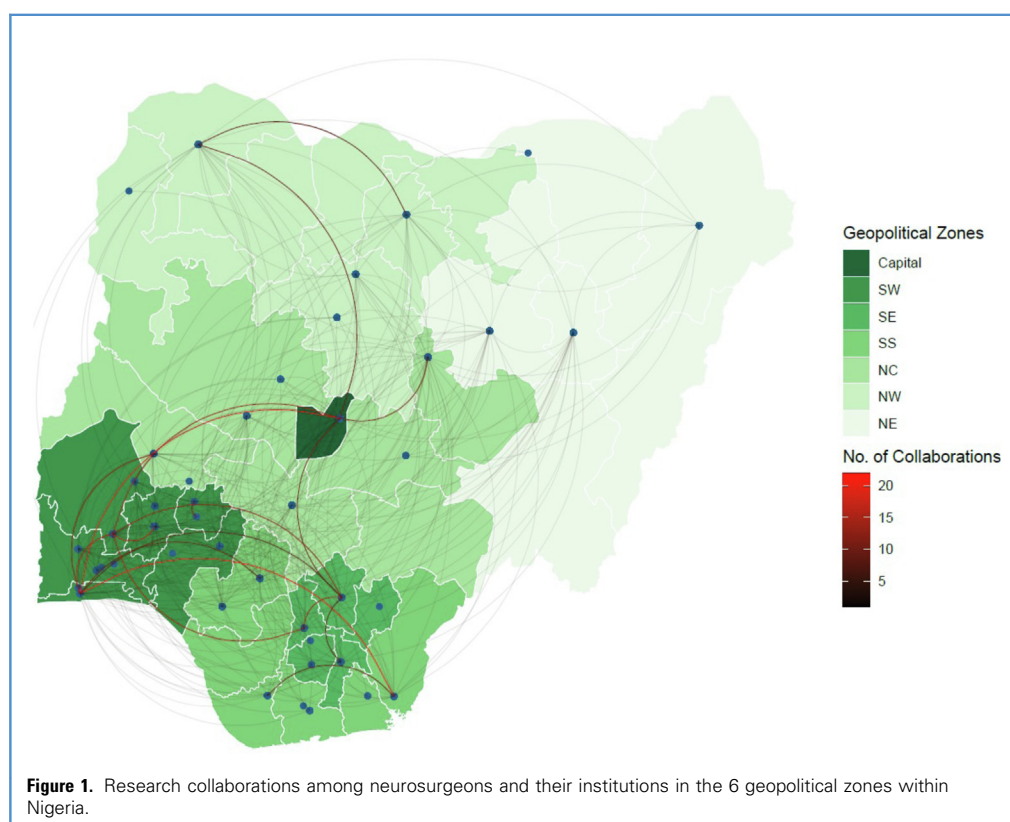 Geopolitical Zones
Capital
SW
SE
SS
NC
NW
NE
No. of Collaborations
20
15
10
5
Figure 1. Research collaborations among neurosurgeons and their institutions in the 6 geopolitical zones within
Nigeria.